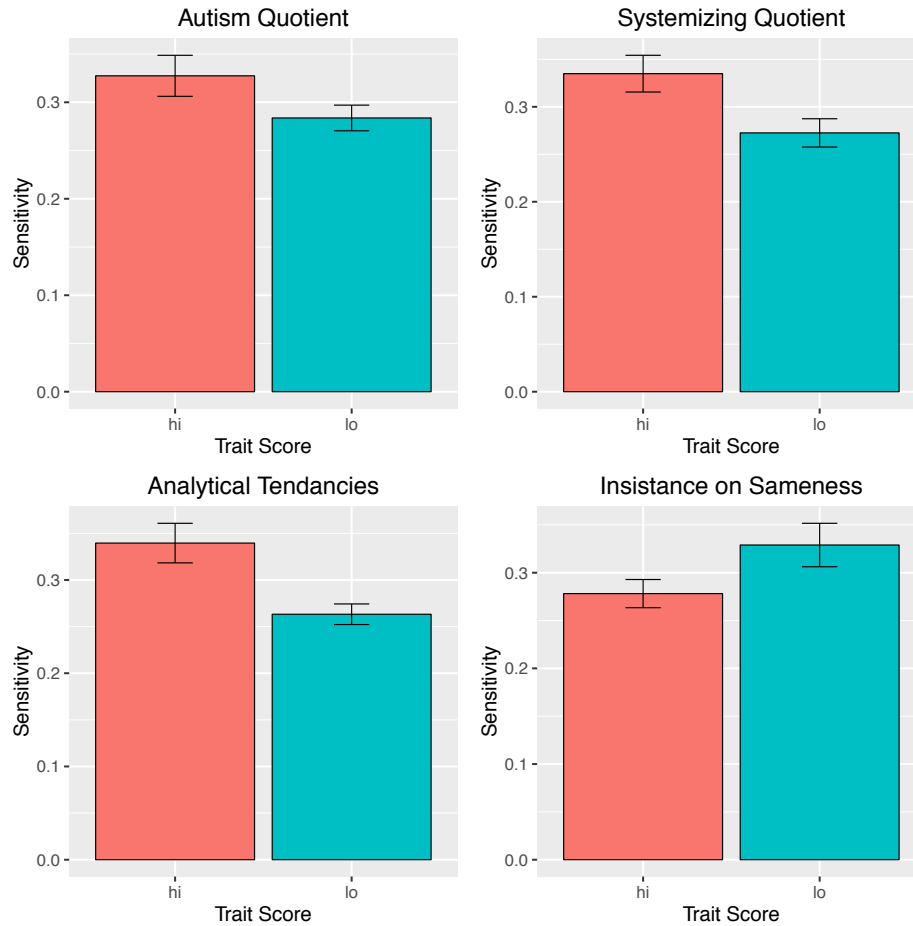 Autism Quotient
Sensitivity
0.3
0.2
0.1
0.0
hi lo
Trait Score
Systemizing Quotient
Sensitivity
0.3
0.2
0.1
0.0
hi lo
Trait Score
Analytical Tendancies
Sensitivity
0.3
0.2
0.1
0.0
hi lo
Trait Score
Insistance on Sameness
Sensitivity
0.3
0.2
0.1
0.0
hi lo
Trait Score